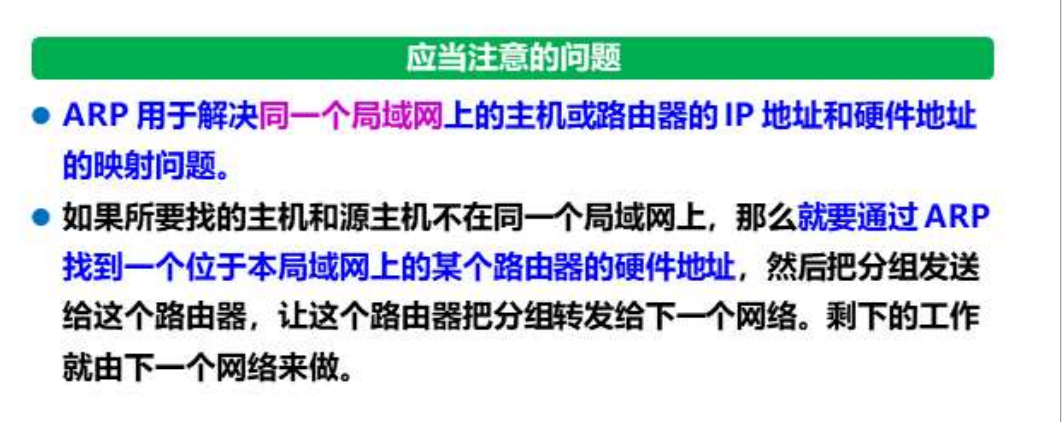 应当注意的问题
● ARP 用于解决同一个局域网上的主机或路由器的 IP 地址和硬件地址
的映射问题。
● 如果所要找的主机和源主机不在同一个局域网上，那么就要通过 ARP
找到一个位于本局域网上的某个路由器的硬件地址，然后把分组发送
给这个路由器，让这个路由器把分组转发给下一个网络。剩下的工作
就由下一个网络来做。